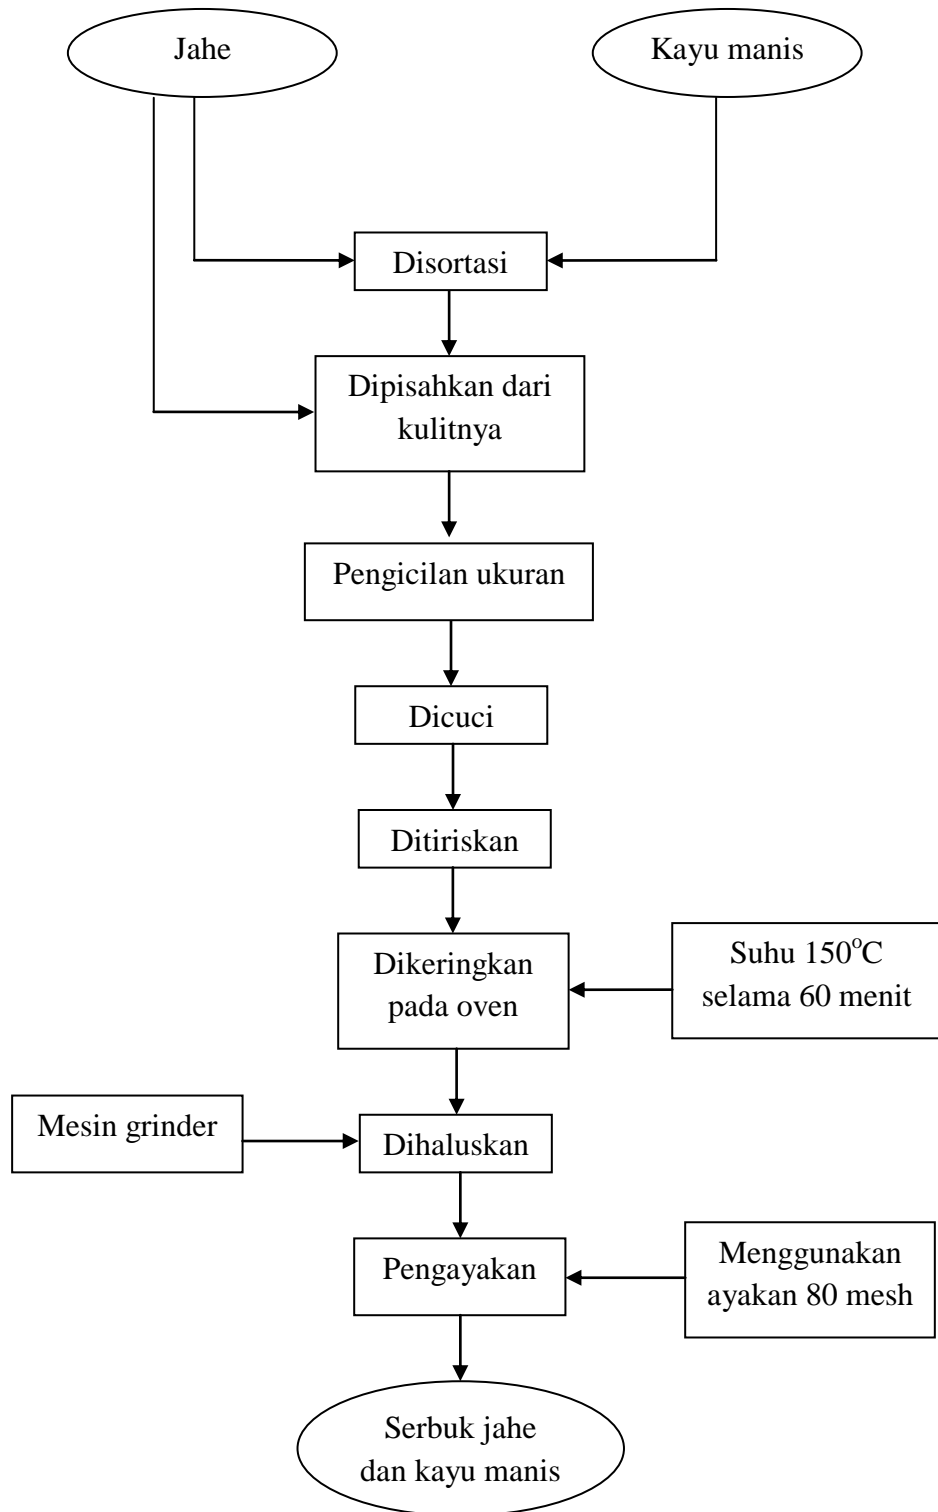 Jahe
Kayu manis
Disortasi
Dipisahkan dari
kulitnya
Pengicilan ukuran
Dicuci
Ditiriskan
Dikeringkan
pada oven
Suhu 150°C
selama 60 menit
Mesin grinder
Dihaluskan
Pengayakan
Menggunakan
ayakan 80 mesh
Serbuk jahe
dan kayu manis